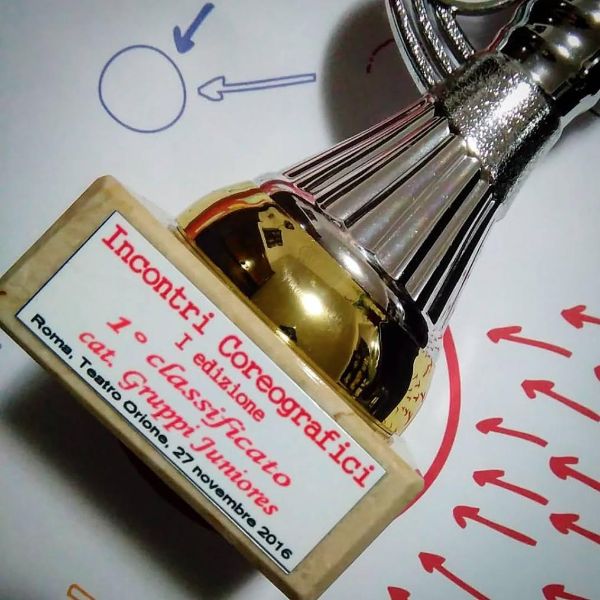 Incontri Coreografici
I edizione
1° classificato
cat. Gruppi Juniores
Roma, Teatro Orione, 27 novembre 2016